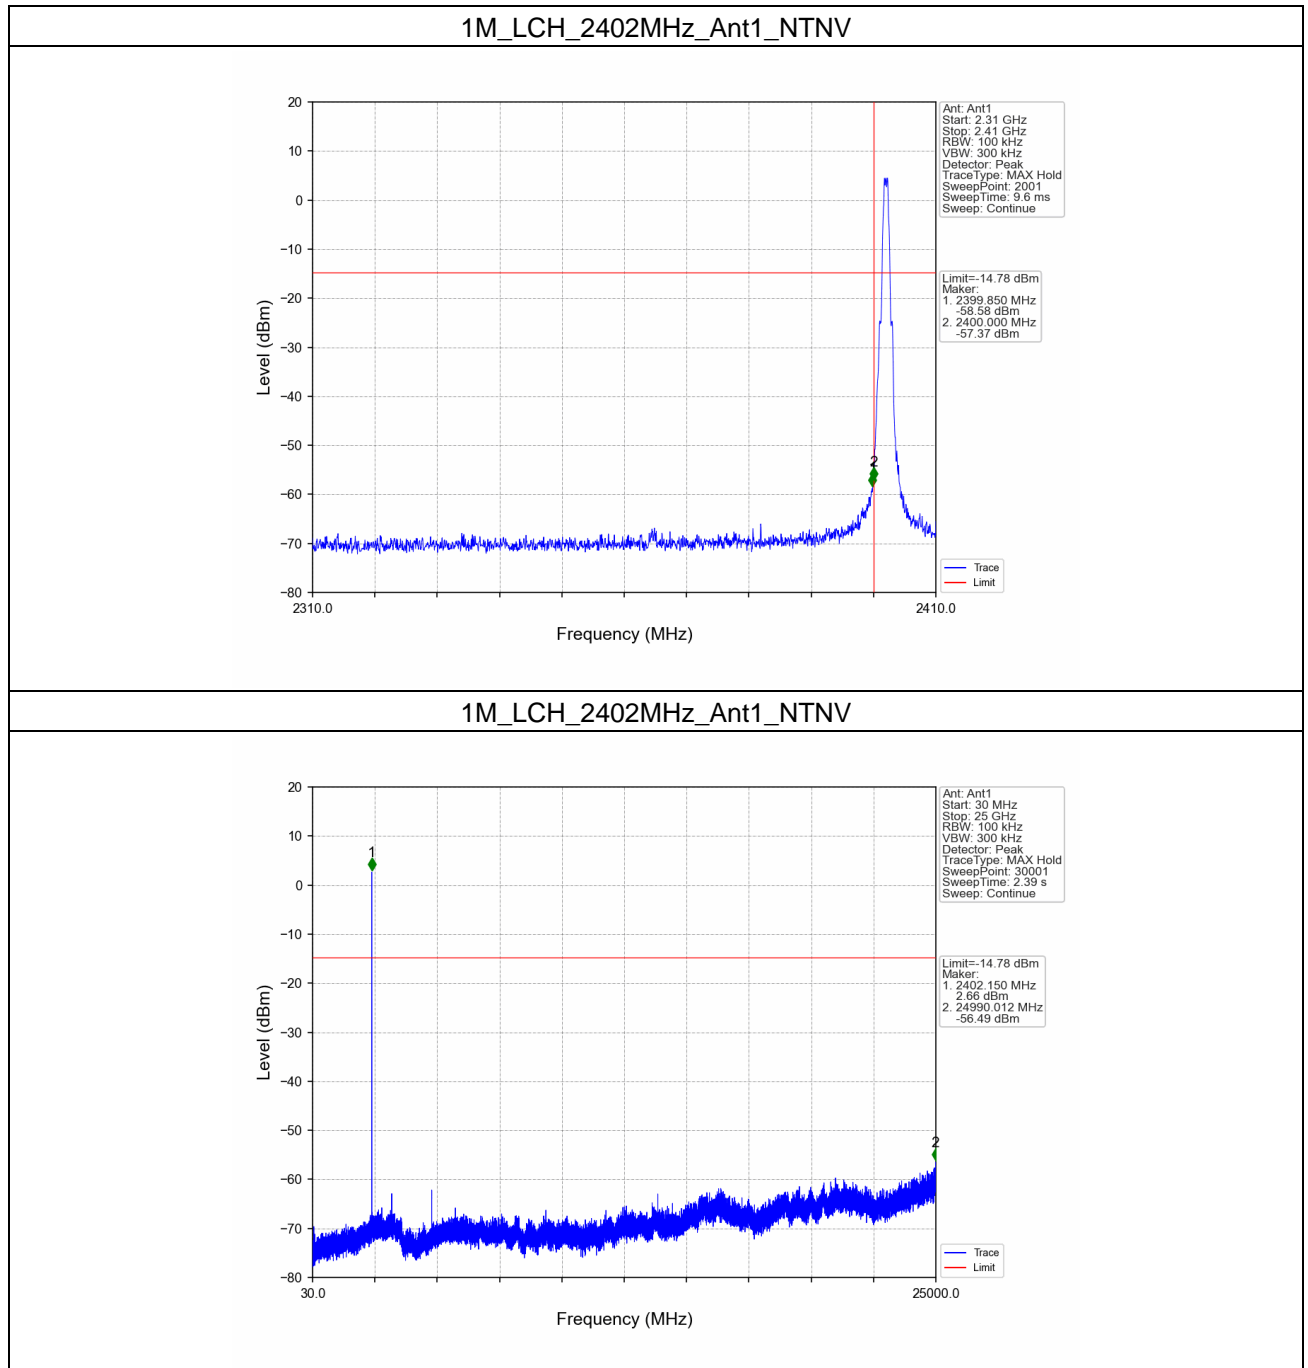 1M_LCH_2402MHz_Ant1_NTNV
20
10
0
−10
−20
−30
−40
−50
−60
−70
−80
Level (dBm)
2310.0
2410.0
Frequency (MHz)
2
Ant: Ant1
Start: 2.31 GHz
Stop: 2.41 GHz
RBW: 100 kHz
VBW: 300 kHz
Detector: Peak
TraceType: MAX Hold
SweepPoint: 2001
SweepTime: 9.6 ms
Sweep: Continue
Limit=-14.78 dBm
Maker:
1. 2399.850 MHz
-58.58 dBm
2. 2400.000 MHz
-57.37 dBm
Trace
Limit
1M_LCH_2402MHz_Ant1_NTNV
20
10
0
−10
−20
−30
−40
−50
−60
−70
−80
Level (dBm)
30.0
25000.0
Frequency (MHz)
1
2
Ant: Ant1
Start: 30 MHz
Stop: 25 GHz
RBW: 100 kHz
VBW: 300 kHz
Detector: Peak
TraceType: MAX Hold
SweepPoint: 30001
SweepTime: 2.39 s
Sweep: Continue
Limit=-14.78 dBm
Maker:
1. 2402.150 MHz
2.66 dBm
2. 24990.012 MHz
-56.49 dBm
Trace
Limit